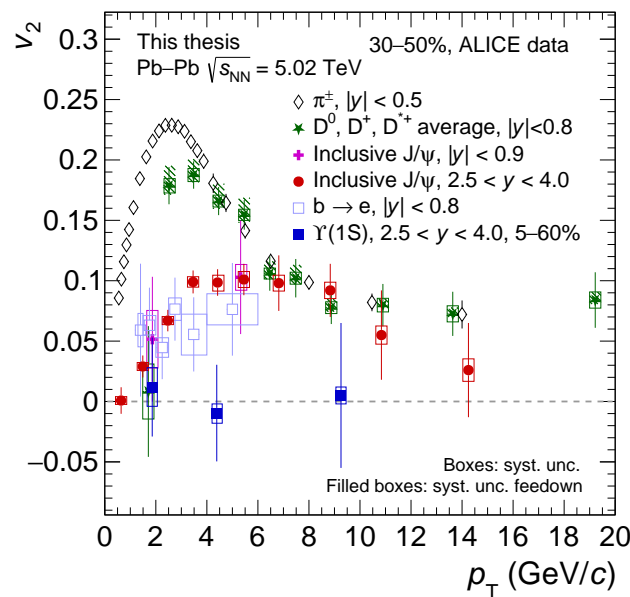 v₂
0.3
0.25
0.2
0.15
0.1
0.05
0
−0.05
This thesis
30–50%, ALICE data
Pb–Pb √sNN = 5.02 TeV
π±, |y| < 0.5
D⁰, D⁺, D*⁺ average, |y|<0.8
Inclusive J/ψ, |y| < 0.9
Inclusive J/ψ, 2.5 < y < 4.0
b → e, |y| < 0.8
ϒ(1S), 2.5 < y < 4.0, 5–60%
Boxes: syst. unc.
Filled boxes: syst. unc. feedown
0 2 4 6 8 10 12 14 16 18 20
pT (GeV/c)